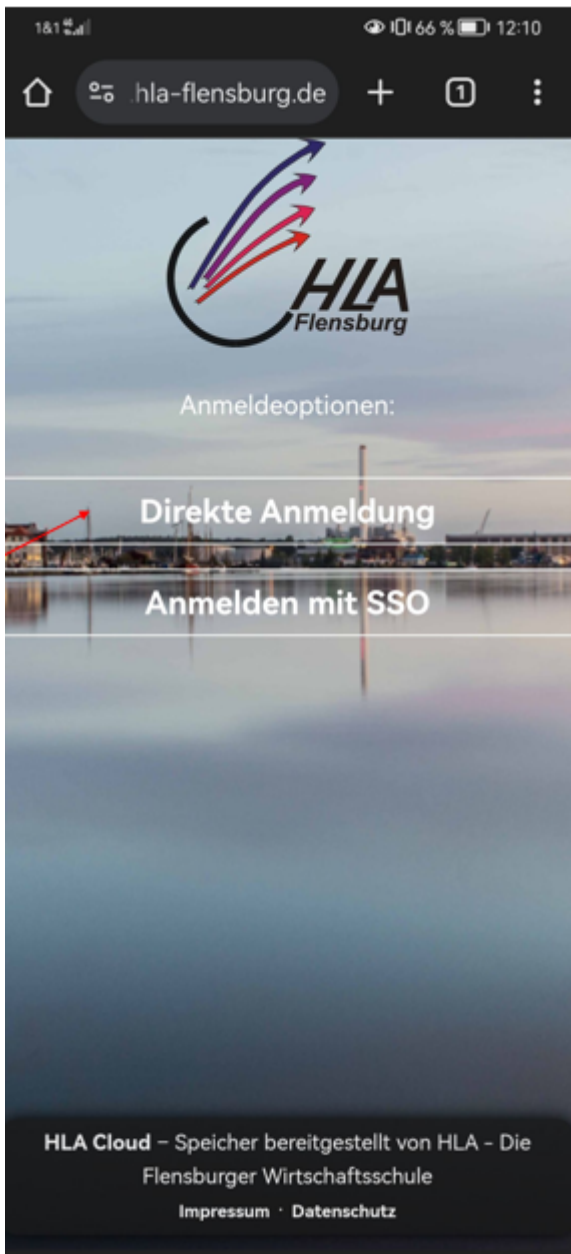 1&1 66 % 12:10
.hla-flensburg.de 1
HLA
Flensburg
Anmeldeoptionen:
Direkte Anmeldung
Anmelden mit SSO
HLA Cloud – Speicher bereitgestellt von HLA - Die
Flensburger Wirtschaftsschule
Impressum · Datenschutz